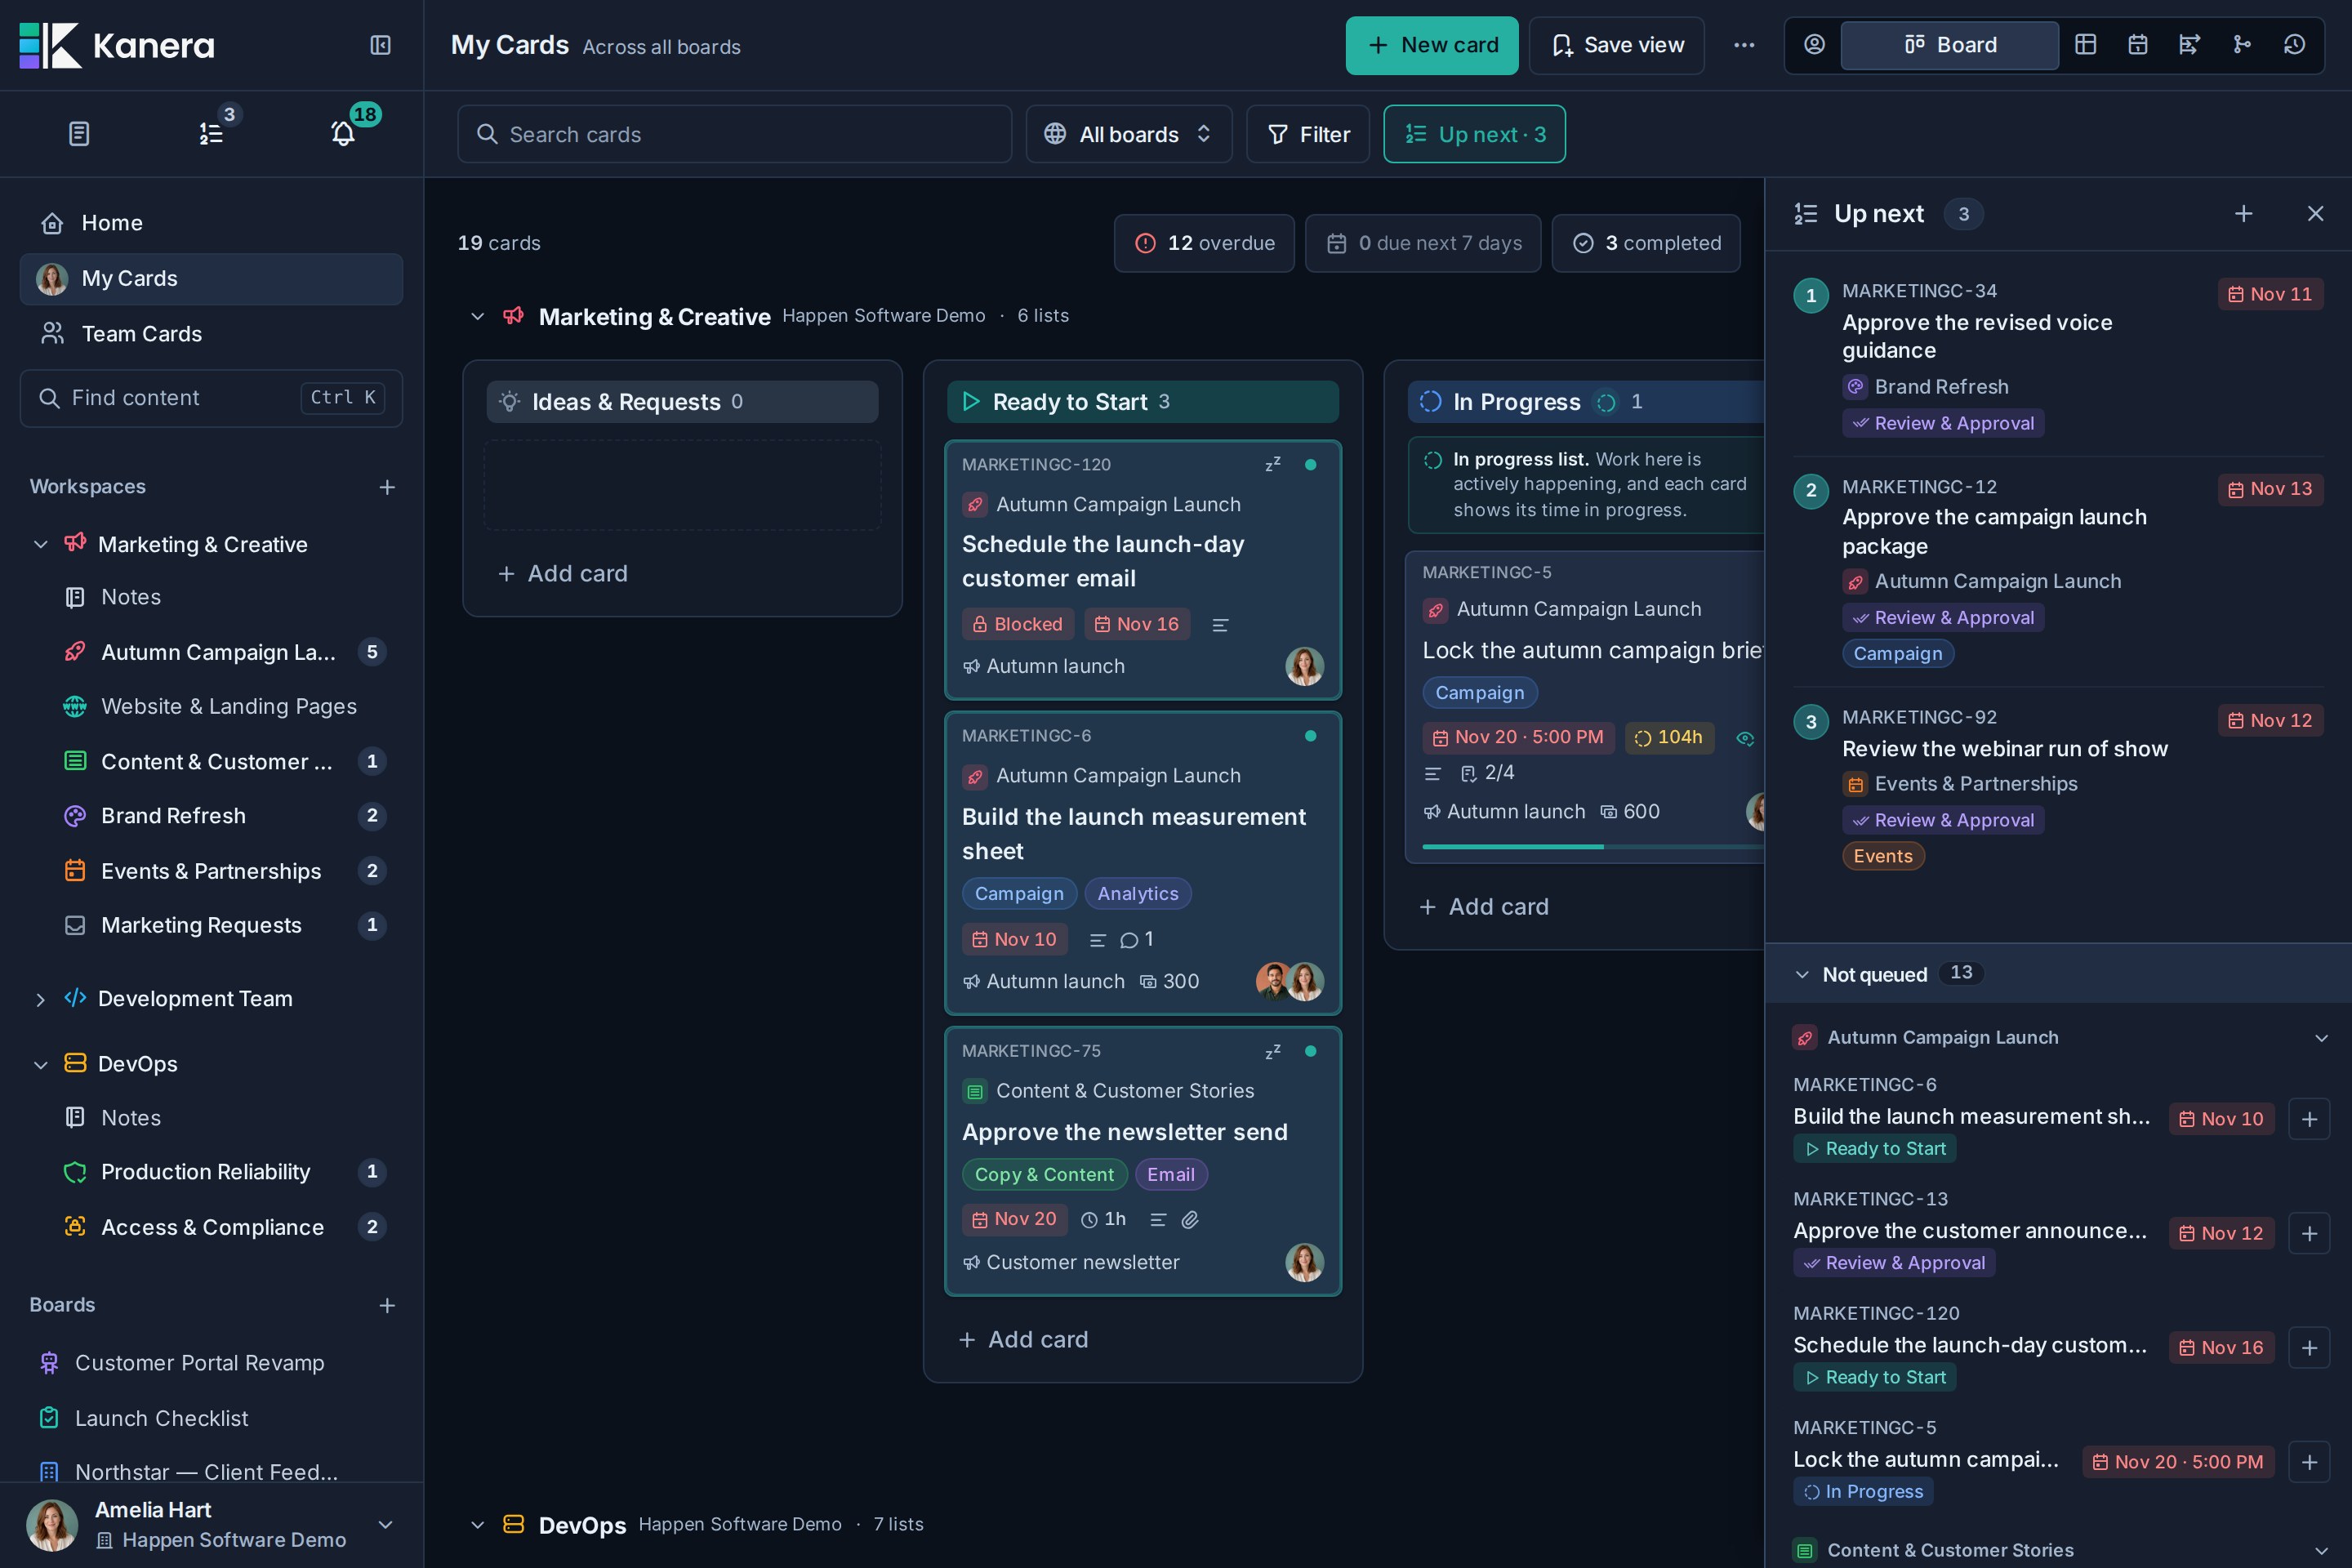 Kanera
3
18
Home
My Cards
Team Cards
Find content
Ctrl K
Workspaces
Marketing & Creative
Notes
Autumn Campaign La...
5
Website & Landing Pages
Content & Customer ...
1
Brand Refresh
2
Events & Partnerships
2
Marketing Requests
1
Development Team
DevOps
Notes
Production Reliability
1
Access & Compliance
2
Boards
Customer Portal Revamp
Launch Checklist
Northstar — Client Feed...
Amelia Hart
Happen Software Demo
My Cards
Across all boards
New card
Save view
Board
Search cards
All boards
Filter
Up next · 3
19 cards
12 overdue
0 due next 7 days
3 completed
Marketing & Creative
Happen Software Demo · 6 lists
Ideas & Requests 0
Add card
Ready to Start 3
MARKETINGC-120
Autumn Campaign Launch
Schedule the launch-day
customer email
Blocked
Nov 16
Autumn launch
MARKETINGC-6
Autumn Campaign Launch
Build the launch measurement
sheet
Campaign
Analytics
Nov 10
1
Autumn launch
300
MARKETINGC-75
Content & Customer Stories
Approve the newsletter send
Copy & Content
Email
Nov 20
1h
Customer newsletter
Add card
In Progress
1
In progress list. Work here is
actively happening, and each card
shows its time in progress.
MARKETINGC-5
Autumn Campaign Launch
Lock the autumn campaign brief
Campaign
Nov 20 · 5:00 PM
104h
2/4
Autumn launch
600
Add card
DevOps
Happen Software Demo · 7 lists
Up next
3
1
MARKETINGC-34
Nov 11
Approve the revised voice
guidance
Brand Refresh
Review & Approval
2
MARKETINGC-12
Nov 13
Approve the campaign launch
package
Autumn Campaign Launch
Review & Approval
Campaign
3
MARKETINGC-92
Nov 12
Review the webinar run of show
Events & Partnerships
Review & Approval
Events
Not queued
13
Autumn Campaign Launch
MARKETINGC-6
Build the launch measurement sh...
Nov 10
Ready to Start
MARKETINGC-13
Approve the customer announce...
Nov 12
Review & Approval
MARKETINGC-120
Schedule the launch-day custom...
Nov 16
Ready to Start
MARKETINGC-5
Lock the autumn campai...
Nov 20 · 5:00 PM
In Progress
Content & Customer Stories